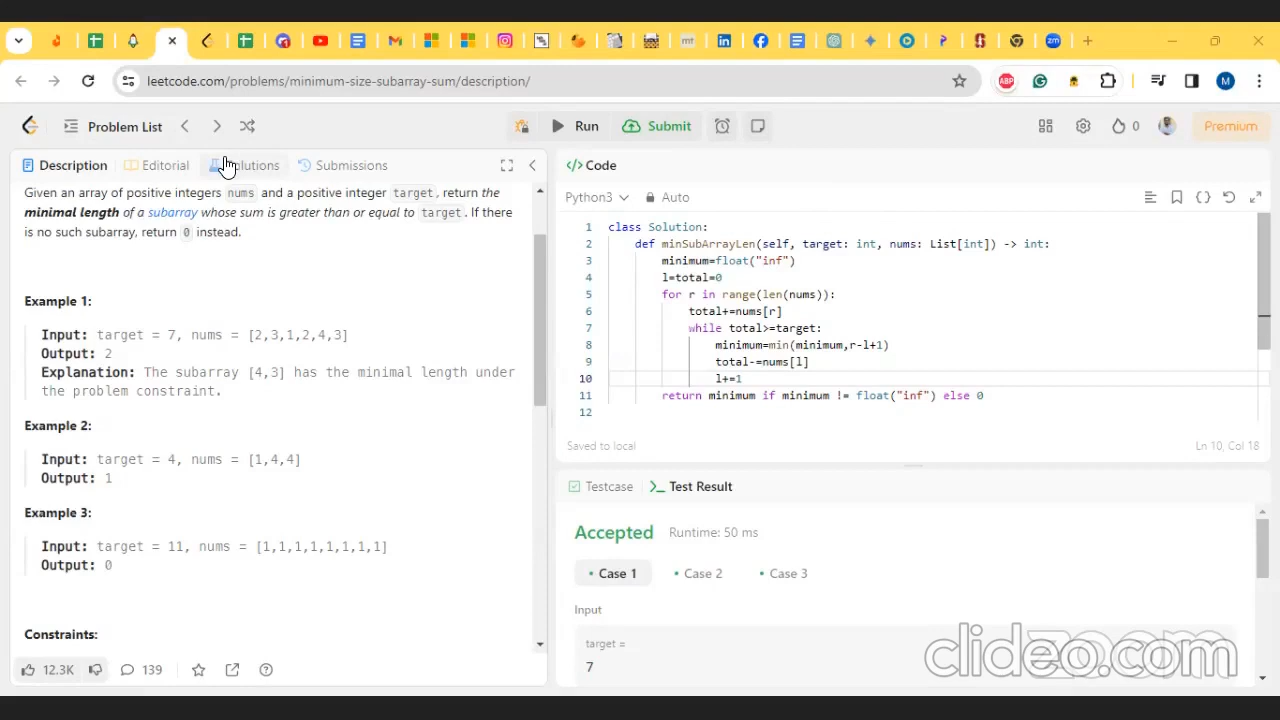 leetcode.com/problems/minimum-size-subarray-sum/description/
ABP
M
Problem List
Run
Submit
0
Premium
Description
Editorial
Submissions
Given an array of positive integers nums and a positive integer target, return the
minimal length of a subarray whose sum is greater than or equal to target. If there
is no such subarray, return 0 instead.
Example 1:
Input: target = 7, nums = [2,3,1,2,4,3]
Output: 2
Explanation: The subarray [4,3] has the minimal length under
the problem constraint.
Example 2:
Input: target = 4, nums = [1,4,4]
Output: 1
Example 3:
Input: target = 11, nums = [1,1,1,1,1,1,1,1]
Output: 0
Constraints:
12.3K
139
</> Code
Python3
Auto
1 class Solution:
2 def minSubArrayLen(self, target: int, nums: List[int]) -> int:
3 minimum=float("inf")
4 l=total=0
5 for r in range(len(nums)):
6 total+=nums[r]
7 while total>=target:
8 minimum=min(minimum,r-l+1)
9 total-=nums[l]
10 l+=1
11 return minimum if minimum != float("inf") else 0
12
Saved to local
Ln 10, Col 18
Testcase
Test Result
Accepted Runtime: 50 ms
• Case 1 • Case 2 • Case 3
Input
target =
7
clideo.com
zoom